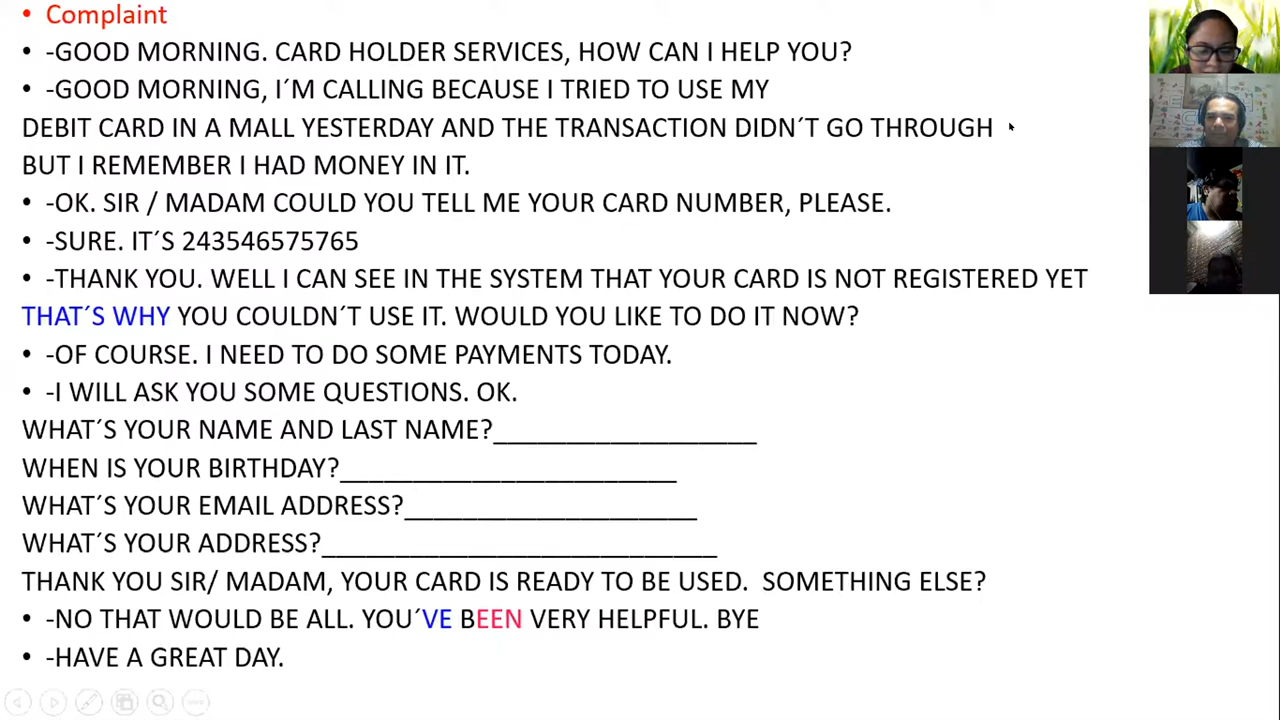 • Complaint
• -GOOD MORNING. CARD HOLDER SERVICES, HOW CAN I HELP YOU?
• -GOOD MORNING, I´M CALLING BECAUSE I TRIED TO USE MY
DEBIT CARD IN A MALL YESTERDAY AND THE TRANSACTION DIDN´T GO THROUGH
BUT I REMEMBER I HAD MONEY IN IT.
• -OK. SIR / MADAM COULD YOU TELL ME YOUR CARD NUMBER, PLEASE.
• -SURE. IT´S 243546575765
• -THANK YOU. WELL I CAN SEE IN THE SYSTEM THAT YOUR CARD IS NOT REGISTERED YET
THAT´S WHY YOU COULDN´T USE IT. WOULD YOU LIKE TO DO IT NOW?
• -OF COURSE. I NEED TO DO SOME PAYMENTS TODAY.
• -I WILL ASK YOU SOME QUESTIONS. OK.
WHAT´S YOUR NAME AND LAST NAME?___________________
WHEN IS YOUR BIRTHDAY?________________________
WHAT´S YOUR EMAIL ADDRESS?_____________________
WHAT´S YOUR ADDRESS?____________________________
THANK YOU SIR/ MADAM, YOUR CARD IS READY TO BE USED.  SOMETHING ELSE?
• -NO THAT WOULD BE ALL. YOU´VE BEEN VERY HELPFUL. BYE
• -HAVE A GREAT DAY.